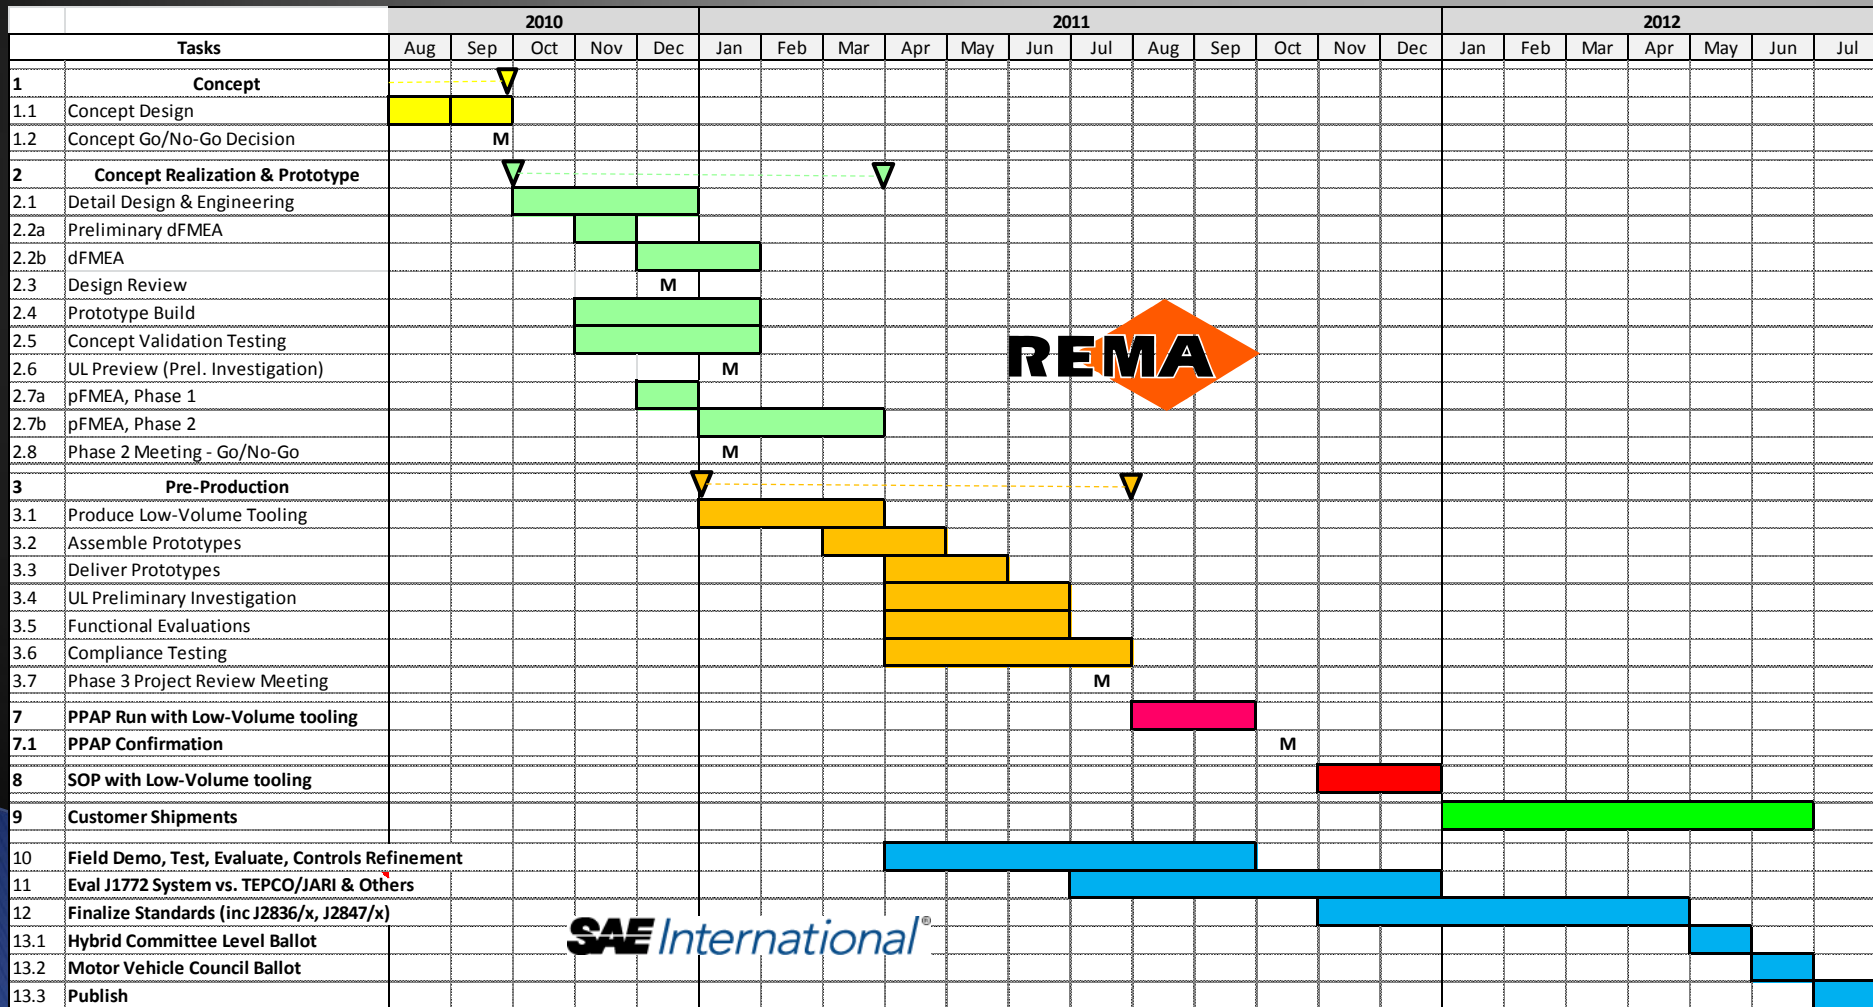 2010 2011 2012
Tasks Aug Sep Oct Nov Dec Jan Feb Mar Apr May Jun Jul Aug Sep Oct Nov Dec Jan Feb Mar Apr May Jun Jul
1 Concept
1.1 Concept Design
1.2 Concept Go/No-Go Decision M
2 Concept Realization & Prototype
2.1 Detail Design & Engineering
2.2a Preliminary dFMEA
2.2b dFMEA
2.3 Design Review M
2.4 Prototype Build
2.5 Concept Validation Testing
REMA
2.6 UL Preview (Prel. Investigation) M
2.7a pFMEA, Phase 1
2.7b pFMEA, Phase 2
2.8 Phase 2 Meeting - Go/No-Go M
3 Pre-Production
3.1 Produce Low-Volume Tooling
3.2 Assemble Prototypes
3.3 Deliver Prototypes
3.4 UL Preliminary Investigation
3.5 Functional Evaluations
3.6 Compliance Testing
3.7 Phase 3 Project Review Meeting M
7 PPAP Run with Low-Volume tooling
7.1 PPAP Confirmation M
8 SOP with Low-Volume tooling
9 Customer Shipments
10 Field Demo, Test, Evaluate, Controls Refinement
11 Eval J1772 System vs. TEPCO/JARI & Others
12 Finalize Standards (inc J2836/x, J2847/x)
SAE International®
13.1 Hybrid Committee Level Ballot
13.2 Motor Vehicle Council Ballot
13.3 Publish